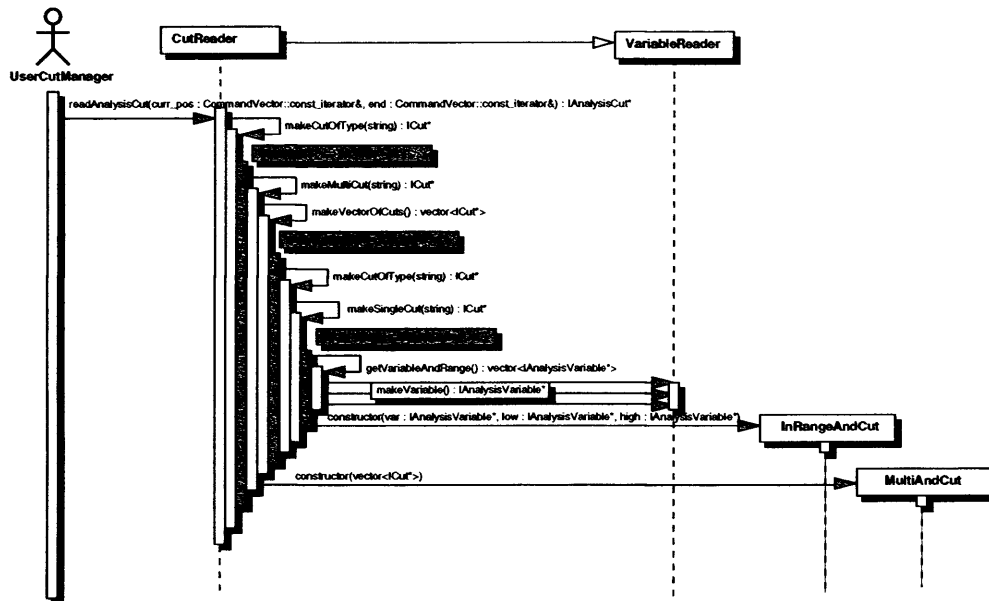 CutReader
VariableReader
UserCutManager
readAnalysisCut(curr_pos : CommandVector::const_iterator&, end : CommandVector::const_iterator&) : IAnalysisCut*
makeCutOfType(string) : ICut*
makeMultiCut(string) : ICut*
makeVectorOfCuts() : vector<ICut*>
makeCutOfType(string) : ICut*
makeSingleCut(string) : ICut*
getVariableAndRange() : vector<IAnalysisVariable*>
makeVariable() : IAnalysisVariable*
constructor(var : IAnalysisVariable*, low : IAnalysisVariable*, high : IAnalysisVariable*)
InRangeAndCut
constructor(vector<ICut*>)
MultiAndCut